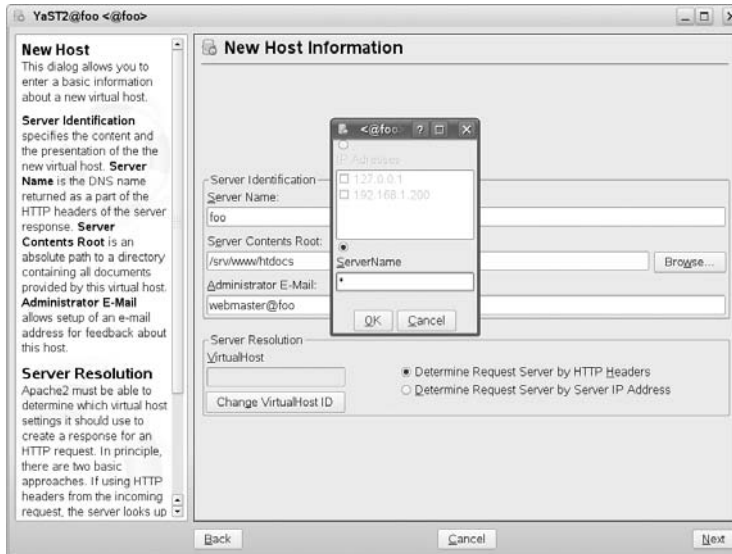 YaST2@foo <@foo>
New Host
This dialog allows you to
enter a basic information
about a new virtual host.
Server Identification
specifies the content and
the presentation of the the
new virtual host. Server
Name is the DNS name
returned as a part of the
HTTP headers of the server
response. Server
Contents Root is an
absolute path to a directory
containing all documents
provided by this virtual host.
Administrator E-Mail
allows setup of an e-mail
address for feedback about
this host.
Server Resolution
Apache2 must be able to
determine which virtual host
settings it should use to
create a response for an
HTTP request. In principle,
there are two basic
approaches. If using HTTP
headers from the incoming
request, the server looks up
New Host Information
Server Identification
Server Name:
foo
Server Contents Root:
/srv/www/htdocs
Browse...
Administrator E-Mail:
webmaster@foo
Server Resolution
VirtualHost
Change VirtualHost ID
Determine Request Server by HTTP Headers
Determine Request Server by Server IP Address
<@foo>
IP Adresses
127.0.0.1
192.168.1.200
ServerName
*
OK
Cancel
Back
Cancel
Next